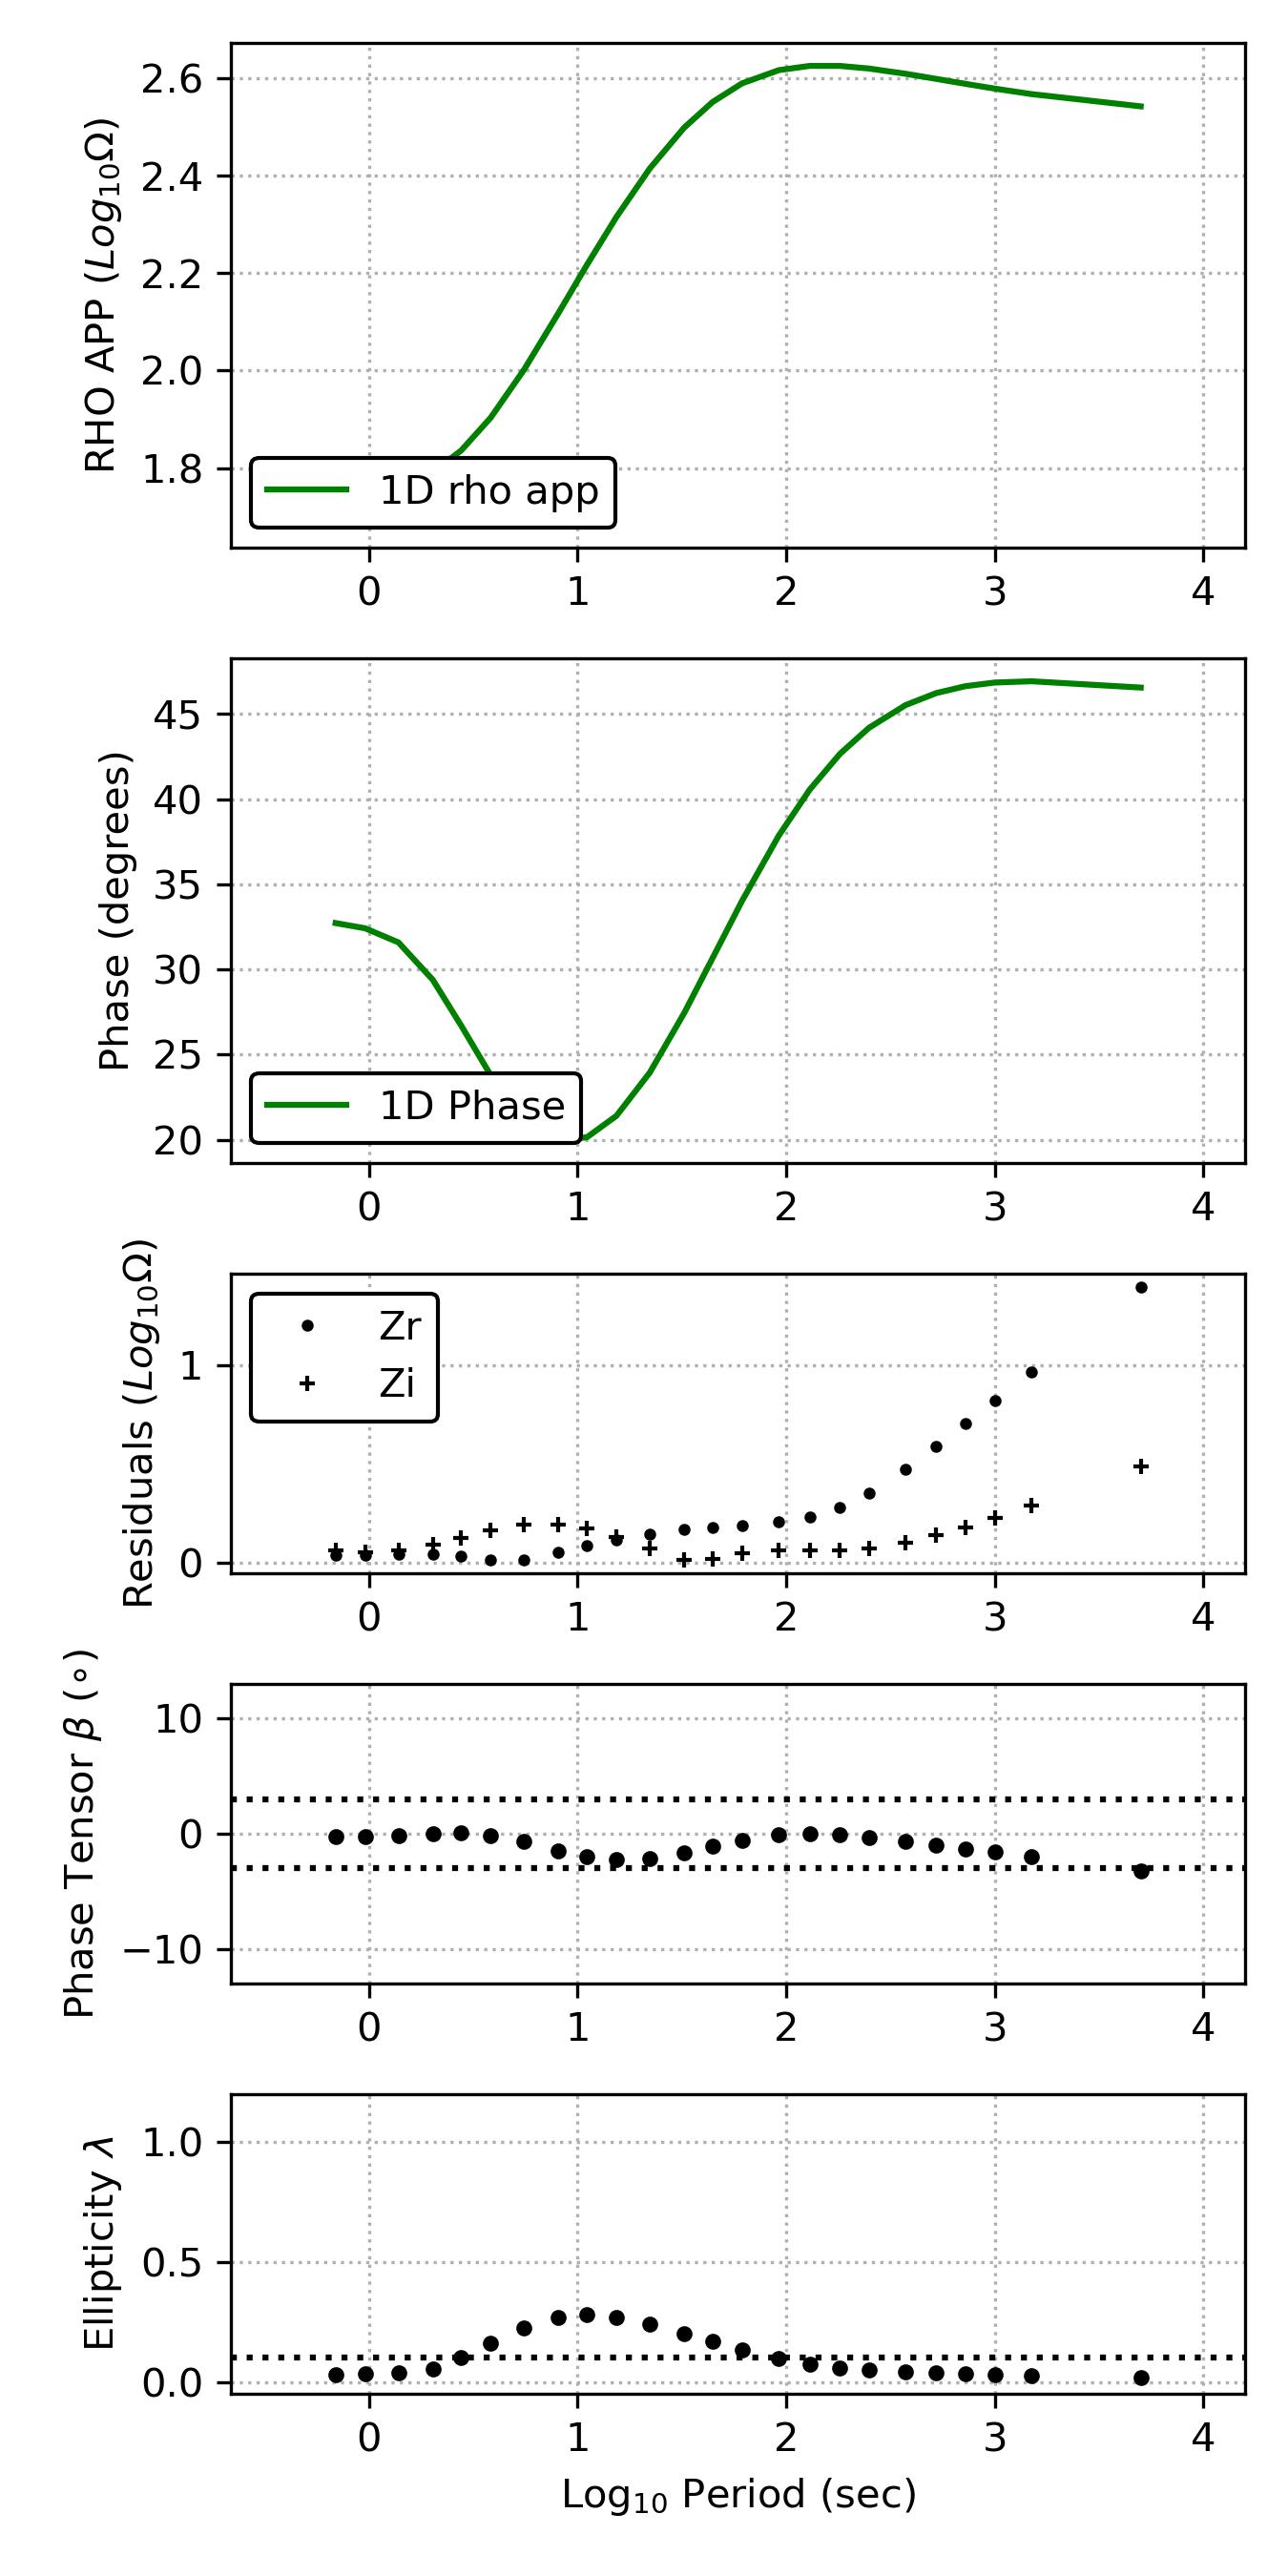 RHO APP (Log₁₀Ω)
2.6
2.4
2.2
2.0
1.8
1D rho app
0 1 2 3 4
Phase (degrees)
45
40
35
30
25
20
1D Phase
0 1 2 3 4
Residuals (Log₁₀Ω)
1
0
Zr
Zi
0 1 2 3 4
Phase Tensor β (∘)
10
0
−10
0 1 2 3 4
Ellipticity λ
1.0
0.5
0.0
0 1 2 3 4
Log₁₀ Period (sec)